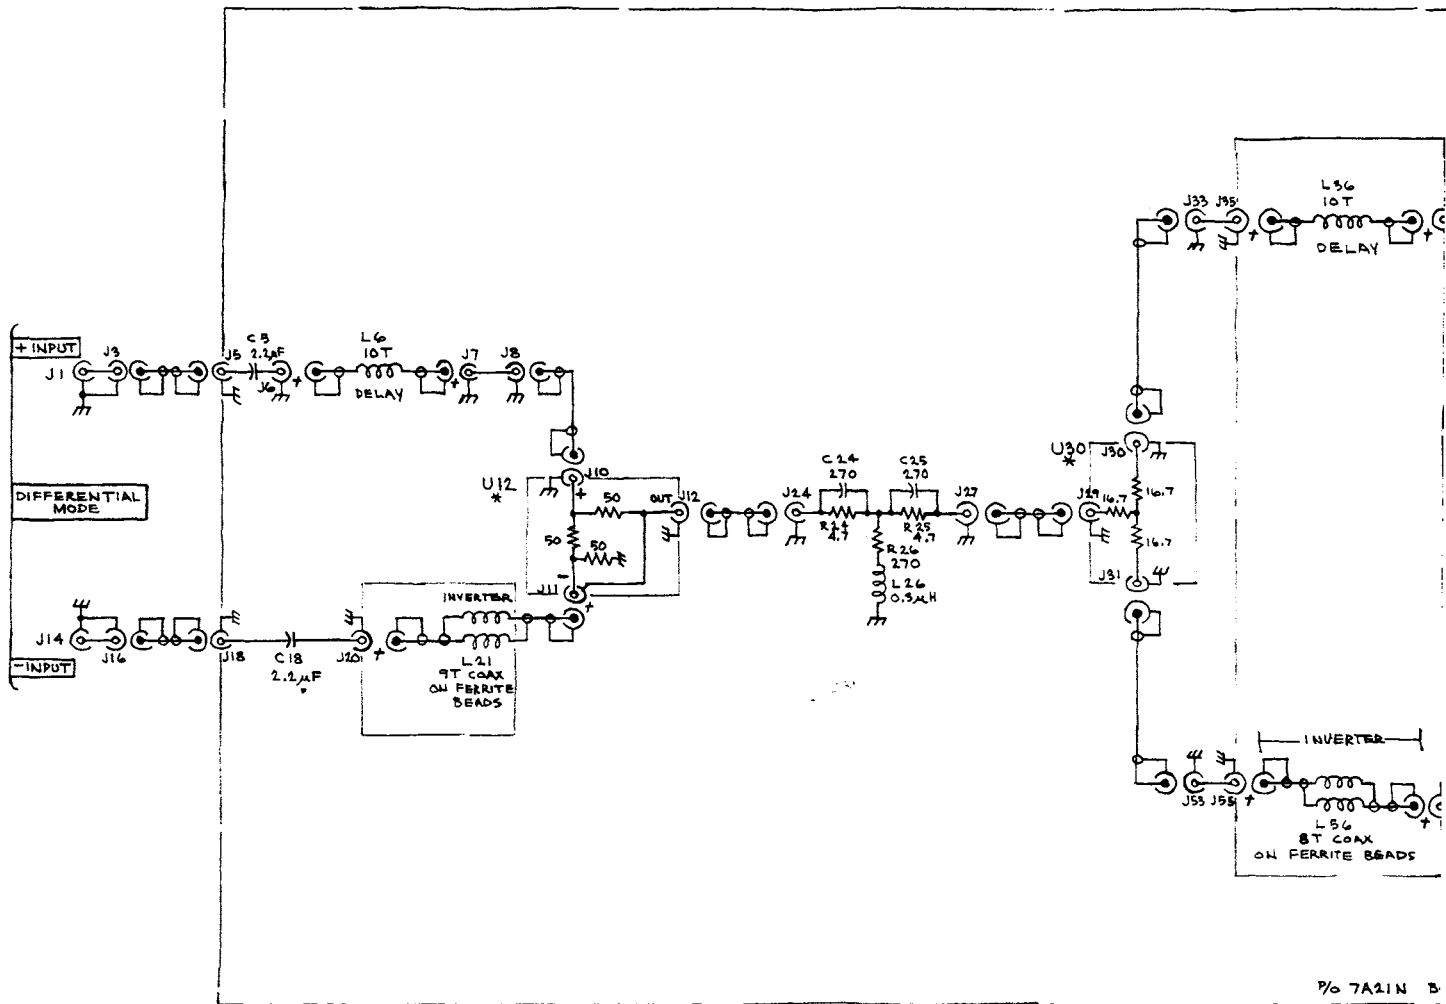 + INPUT
J1
J3
J5
C5
2.2µF
J6
+
L6
10T
DELAY
+
J7
J8
DIFFERENTIAL
MODE
U12
*
J10
+
50
OUT
J12
50
50
-
J11
+
INVERTER
L21
9T COAX
ON FERRITE
BEADS
J14
J16
- INPUT
J18
C18
2.2µF
J20
+
J24
C24
270
R24
4.7
C25
270
R25
4.7
J27
R26
270
L26
0.3µH
U30
*
J30
J29
16.7
16.7
16.7
J31
J33
J35
+
L36
10T
DELAY
+
J53
J55
+
INVERTER
L56
8T COAX
ON FERRITE BEADS
+
P/O 7A21N